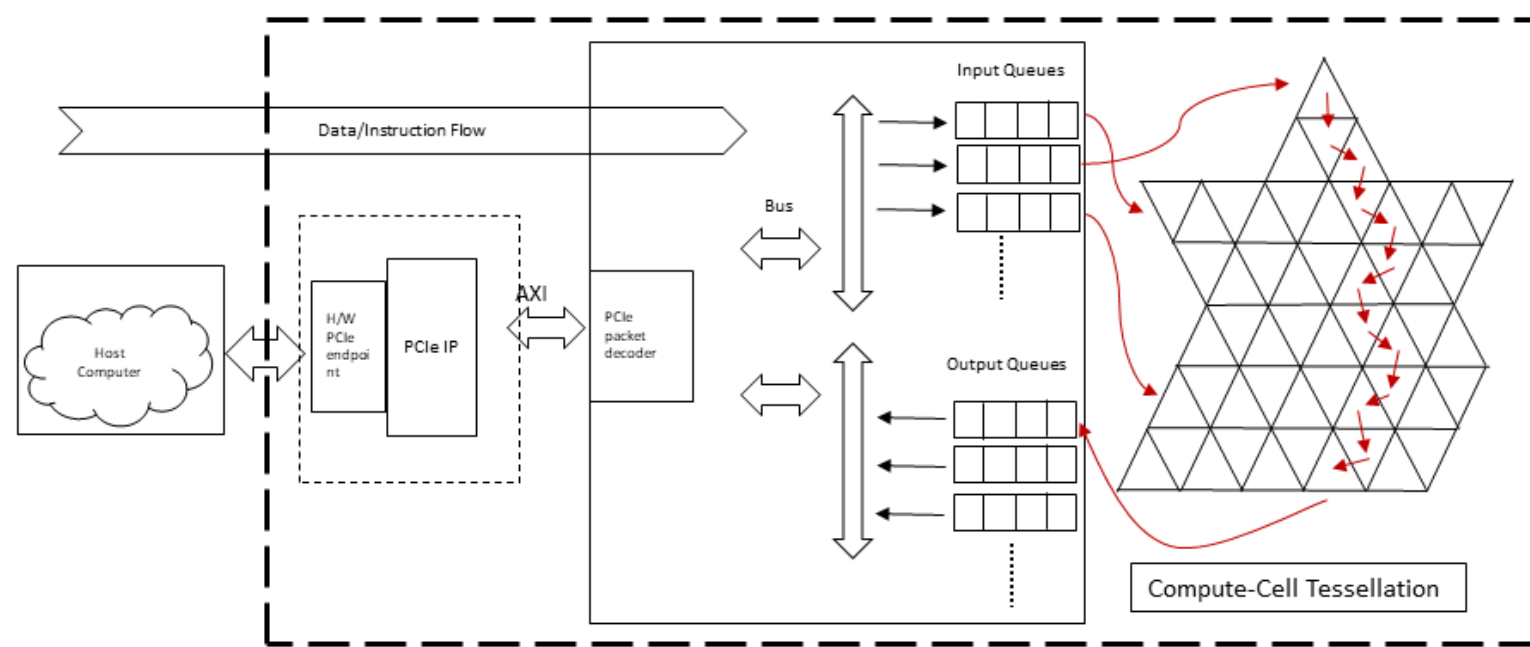 Input Queues
Data/Instruction Flow
Bus
AXI
H/W
PCIe
endpoi
nt
PCIe IP
PCIe
packet
decoder
Host
Computer
Output Queues
Compute-Cell Tessellation